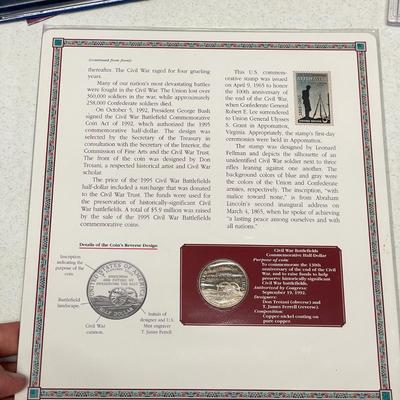 (continued from front)
thereafter. The Civil War raged for four grueling
years.
Many of our nation's most devastating battles
were fought in the Civil War. The Union lost over
360,000 soldiers in the war, while approximately
258,000 Confederate soldiers died.
On October 5, 1992, President George Bush
signed the Civil War Battlefield Commemorative
Coin Act of 1992, which authorized the 1995
commemorative half-dollar. The design was
selected by the Secretary of the Treasury in
consultation with the Secretary of the Interior, the
Commission of Fine Arts and the Civil War Trust.
The front of the coin was designed by Don
Troiani, a respected historical artist and Civil War
scholar.
The price of the 1995 Civil War Battlefields
half-dollar included a surcharge that was donated
to the Civil War Trust. The funds were used for
the preservation of historically-significant Civil
War battlefields. A total of $5.9 million was raised
by the sale of the 1995 Civil War Battlefields
commemorative coins.
This U.S. commemo-
rative stamp was issued
on April 9, 1965 to honor
the 100th anniversary
of the end of the Civil
War, when Confederate
General Robert E. Lee
surrendered to Union
General Ulysses
S. Grant in Appomattox,
Virginia. Appropriately, the stamp's first-day
ceremonies were held in Appomattox.
The stamp was designed by Leonard
Fellman and depicts the silhouette of an
unidentified Civil War soldier next to three
rifles leaning against one another. The
background colors of blue and gray were
the colors of the Union and Confederate
armies, respectively. The inscription, "with
malice toward none," is from Abraham
Lincoln's second inaugural address on
March 4, 1865, when he spoke of achieving
"a lasting peace among ourselves and with
all nations."
APPOMATTOX
Details of the Coin's Reverse Design
Inscription
indicating the
purpose of the
coin.
Battlefield
landscape.
Civil War
cannon.
Initials of
designer and U.S.
Mint engraver
T. James Ferrell
UNITED STATES OF AMERICA
HALF DOLLAR
Civil War Battlefields
Commemorative Half Dollar
Purpose of coin:
To commemorate the 130th
anniversary of the end of the Civil
War, and to raise funds to help
preserve historically-significant
Civil War battlefields.
Authorized by Congress:
September 19, 1992.
Designers:
Don Troiani (obverse) and
T. James Ferrell (reverse).
Composition:
Copper-nickel coating on
pure copper.